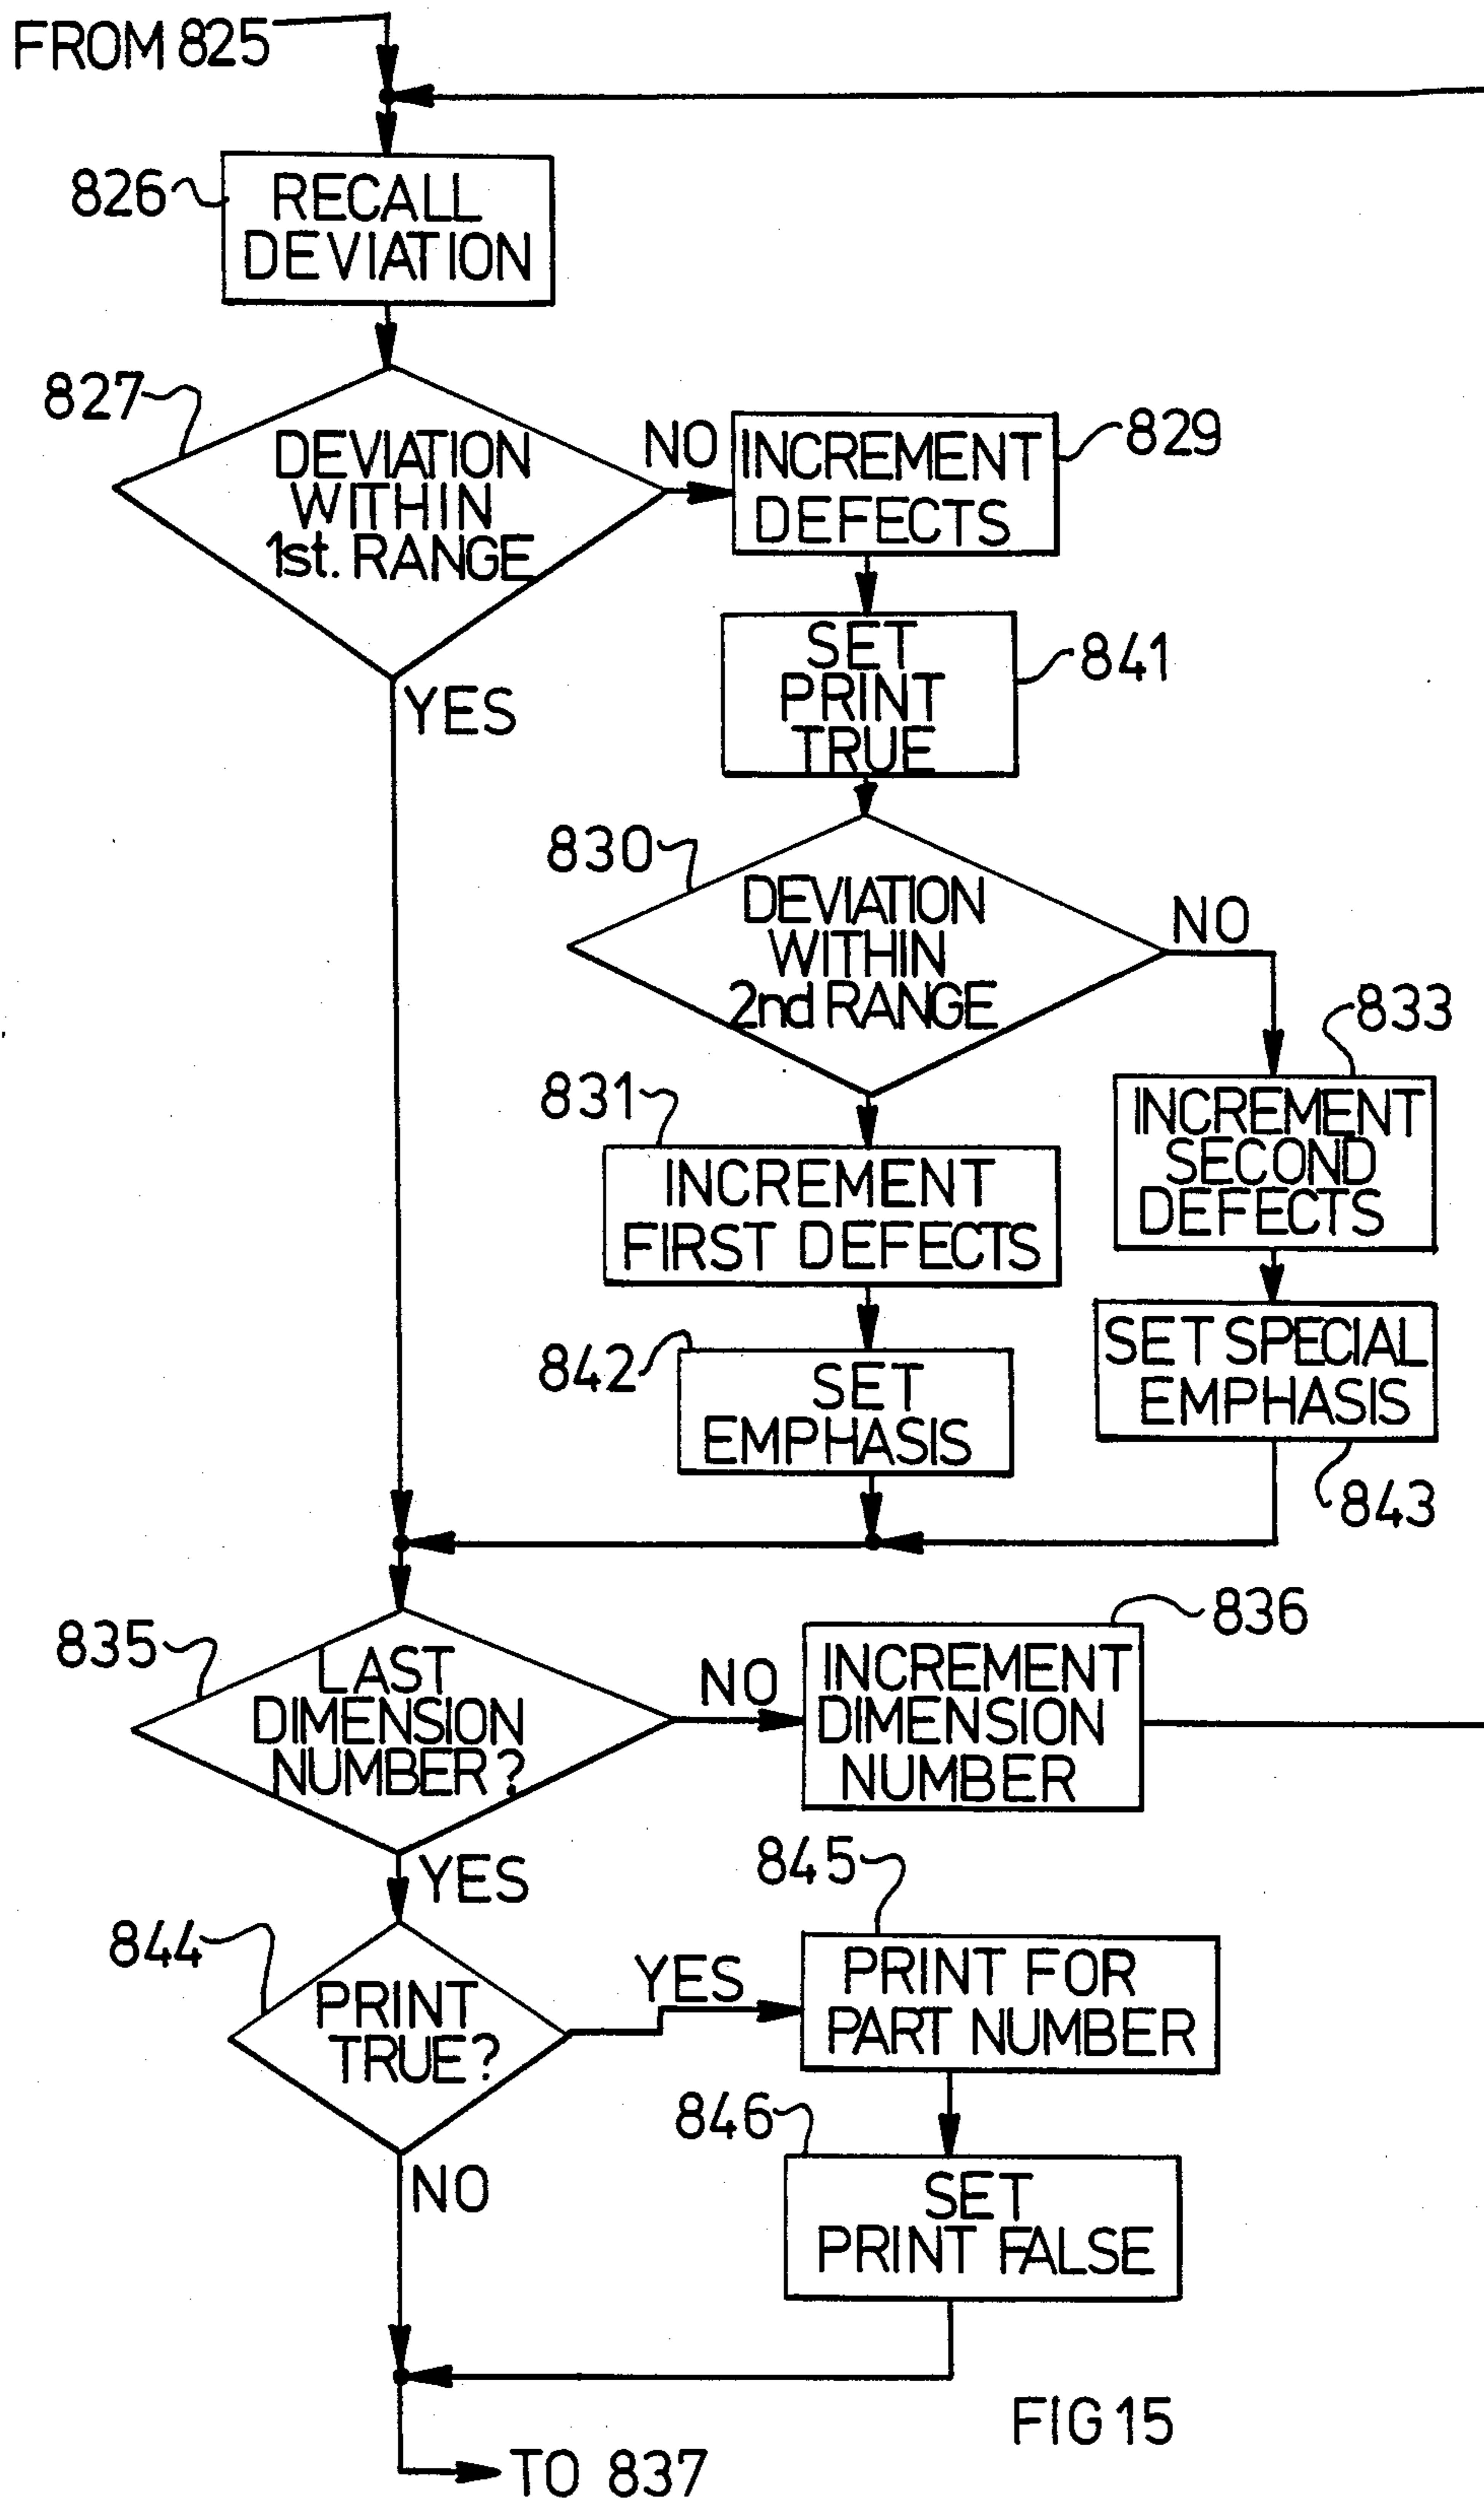 FROM 825
826
RECALL
DEVIATION
827
DEVIATION
WITHIN
1st. RANGE
NO
YES
INCREMENT
DEFECTS
829
SET
PRINT
TRUE
841
830
DEVIATION
WITHIN
2nd RANGE
NO
833
831
INCREMENT
FIRST DEFECTS
INCREMENT
SECOND
DEFECTS
842
SET
EMPHASIS
SET SPECIAL
EMPHASIS
843
835
LAST
DIMENSION
NUMBER?
NO
YES
836
INCREMENT
DIMENSION
NUMBER
844
PRINT
TRUE?
YES
NO
845
PRINT FOR
PART NUMBER
846
SET
PRINT FALSE
FIG 15
TO 837